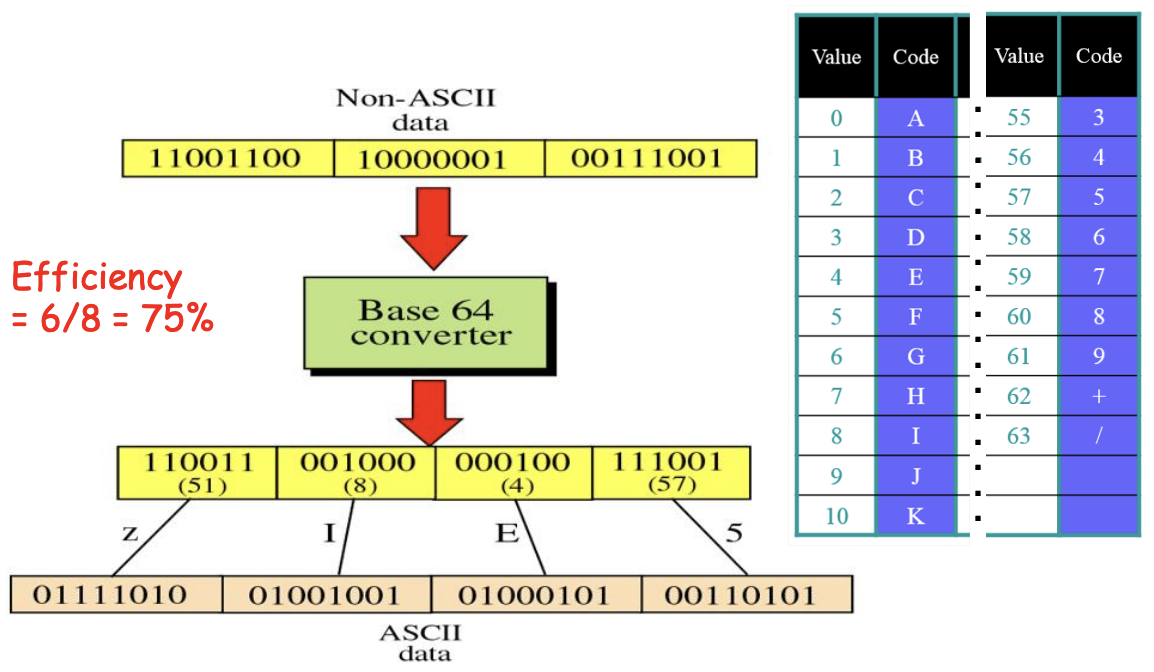 Non-ASCII
data
11001100 10000001 00111001
Efficiency
= 6/8 = 75%
Base 64
converter
110011 001000 000100 111001
(51) (8) (4) (57)
z I E 5
01111010 01001001 01000101 00110101
ASCII
data
Value Code Value Code
0 A : 55 3
1 B 56 4
2 C : 57 5
3 D : 58 6
4 E 59 7
5 F : 60 8
6 G : 61 9
7 H 62 +
8 I : 63 /
9 J :
10 K